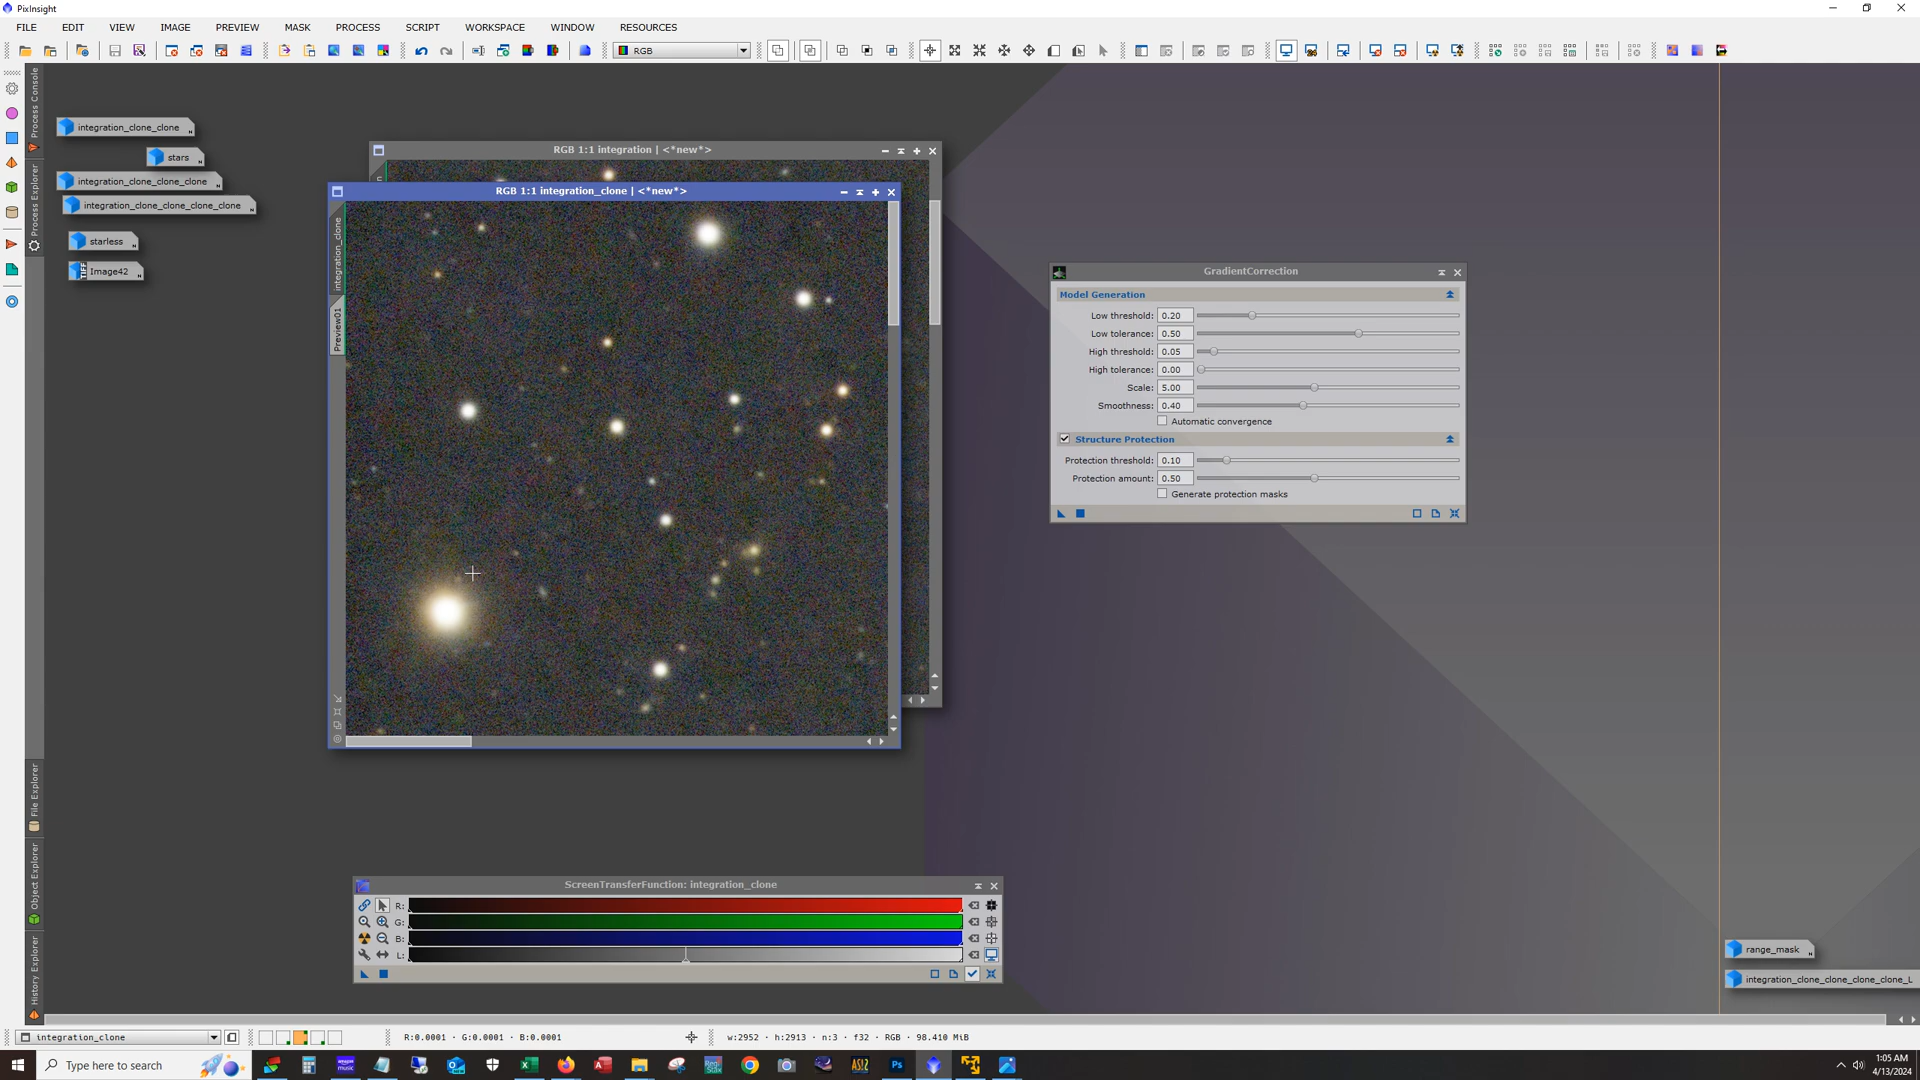 PixInsight
FILE EDIT VIEW IMAGE PREVIEW MASK PROCESS SCRIPT WORKSPACE WINDOW RESOURCES
RGB
Process Console
Process Explorer
File Explorer
Object Explorer
History Explorer
integration_clone_clone
stars
integration_clone_clone_clone
integration_clone_clone_clone_clone
starless
Image42
RGB 1:1 integration | <*new*>
RGB 1:1 integration_clone | <*new*>
integration_clone
Preview01
GradientCorrection
Model Generation
Low threshold: 0.20
Low tolerance: 0.50
High threshold: 0.05
High tolerance: 0.00
Scale: 5.00
Smoothness: 0.40
Automatic convergence
Structure Protection
Protection threshold: 0.10
Protection amount: 0.50
Generate protection masks
ScreenTransferFunction: integration_clone
R:
G:
B:
L:
range_mask
integration_clone_clone_clone_clone_L
integration_clone
R:0.0001 · G:0.0001 · B:0.0001
w:2952 · h:2913 · n:3 · f32 · RGB · 98.410 MiB
Type here to search
1:05 AM
4/13/2024